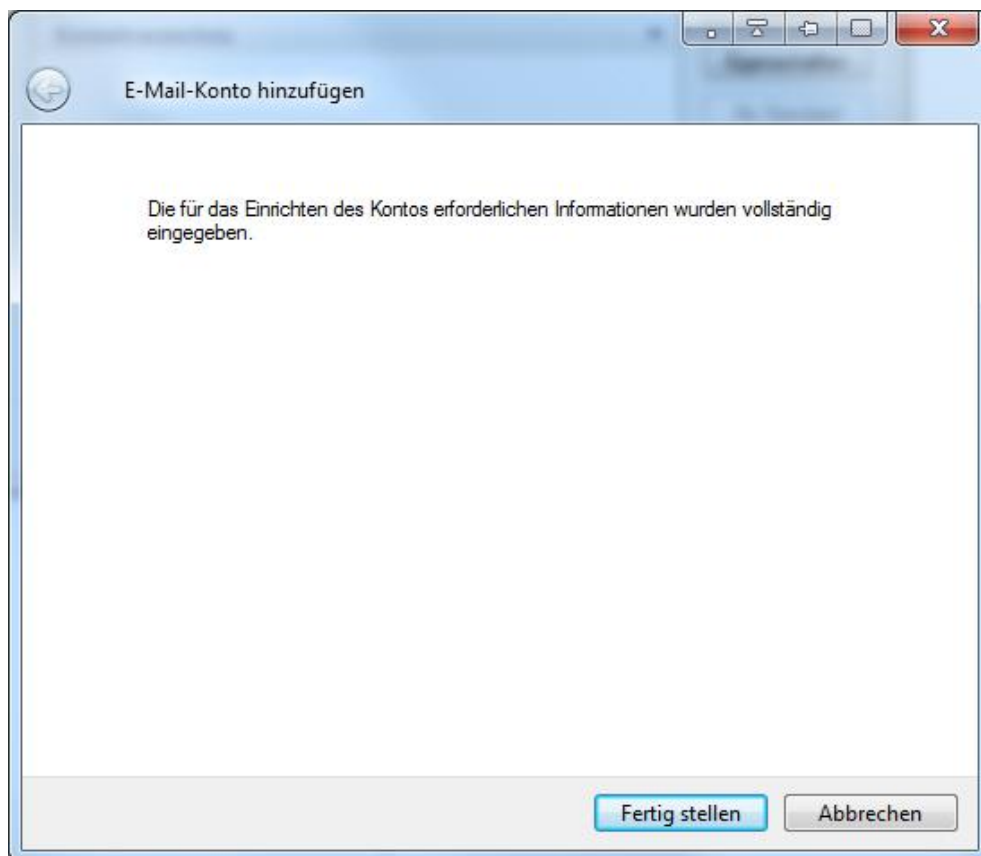 E-Mail-Konto hinzufügen
Die für das Einrichten des Kontos erforderlichen Informationen wurden vollständig
eingegeben.
Fertig stellen
Abbrechen